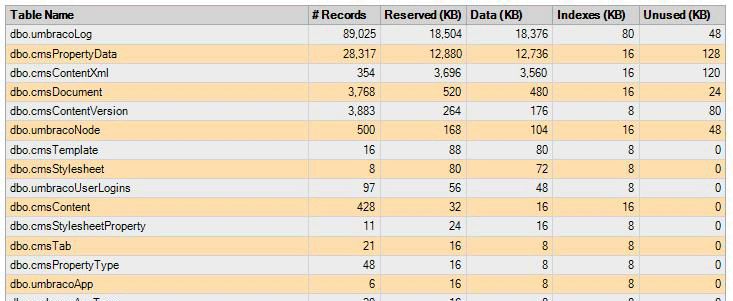 Table Name # Records Reserved (KB) Data (KB) Indexes (KB) Unused (KB)
dbo.umbracoLog 89,025 18,504 18,376 80 48
dbo.cmsPropertyData 28,317 12,880 12,736 16 128
dbo.cmsContentXml 354 3,696 3,560 16 120
dbo.cmsDocument 3,768 520 480 16 24
dbo.cmsContentVersion 3,883 264 176 8 80
dbo.umbracoNode 500 168 104 16 48
dbo.cmsTemplate 16 88 80 8 0
dbo.cmsStylesheet 8 80 72 8 0
dbo.umbracoUserLogins 97 56 48 8 0
dbo.cmsContent 428 32 16 16 0
dbo.cmsStylesheetProperty 11 24 16 8 0
dbo.cmsTab 21 16 8 8 0
dbo.cmsPropertyType 48 16 8 8 0
dbo.umbracoApp 6 16 8 8 0